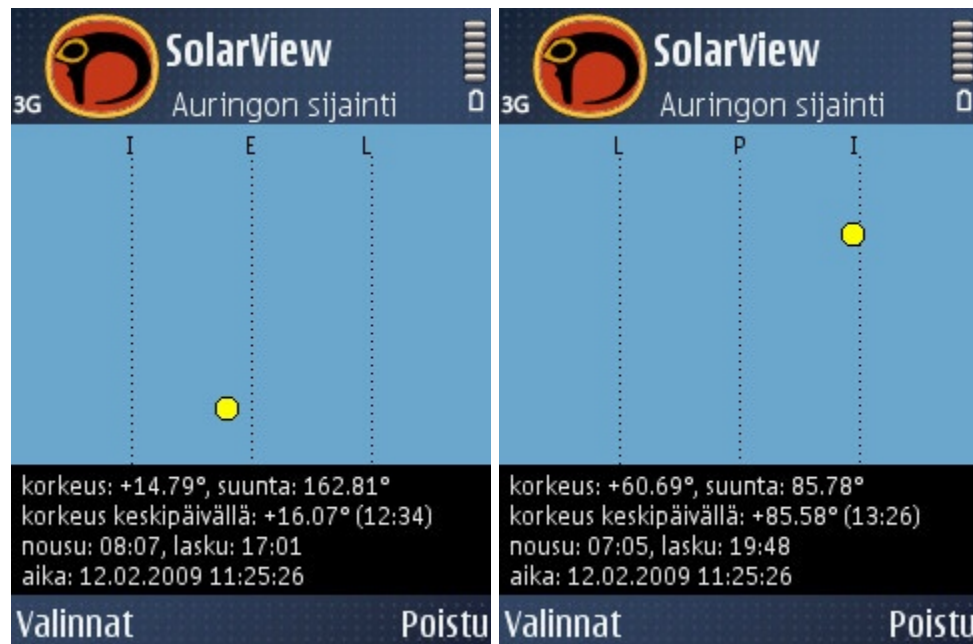 SolarView
3G Auringon sijainti
I E L
korkeus: +14.79°, suunta: 162.81°
korkeus keskipäivällä: +16.07° (12:34)
nousu: 08:07, lasku: 17:01
aika: 12.02.2009 11:25:26
Valinnat Poistu
SolarView
3G Auringon sijainti
L P I
korkeus: +60.69°, suunta: 85.78°
korkeus keskipäivällä: +85.58° (13:26)
nousu: 07:05, lasku: 19:48
aika: 12.02.2009 11:25:26
Valinnat Poistu